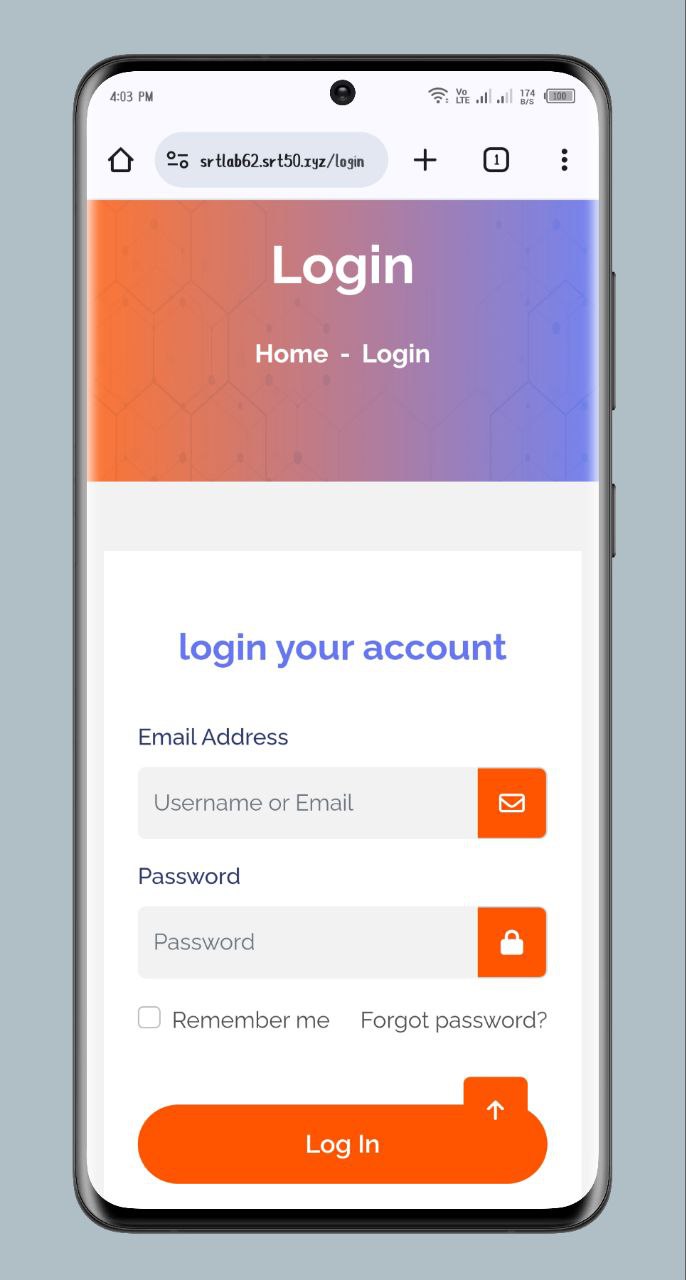 4:03 PM
Vo
LTE
174
B/S
100
srtlab62.srt50.xyz/login
1
Login
Home - Login
login your account
Email Address
Username or Email
Password
Password
Remember me Forgot password?
Log In